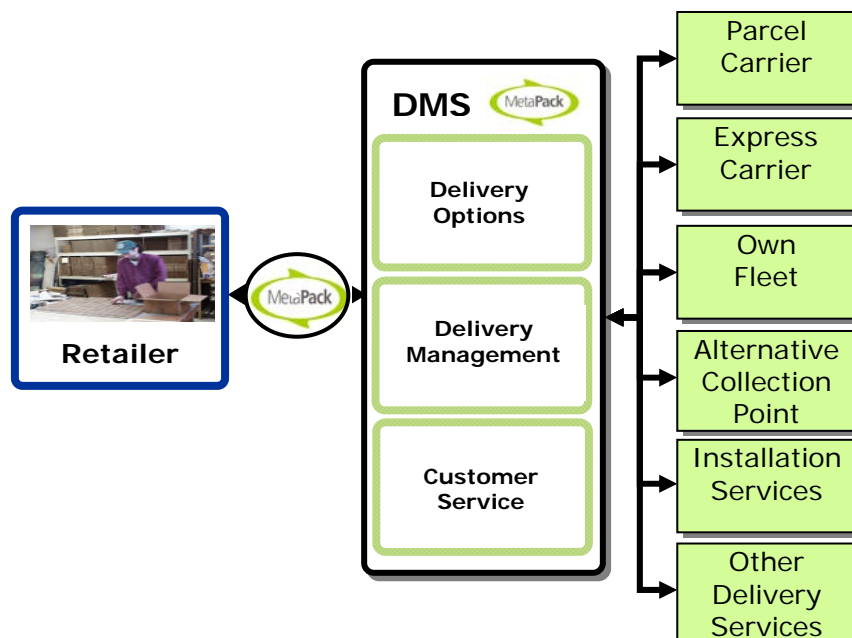 Retailer
MetaPack
DMS
MetaPack
Delivery
Options
Delivery
Management
Customer
Service
Parcel
Carrier
Express
Carrier
Own
Fleet
Alternative
Collection
Point
Installation
Services
Other
Delivery
Services